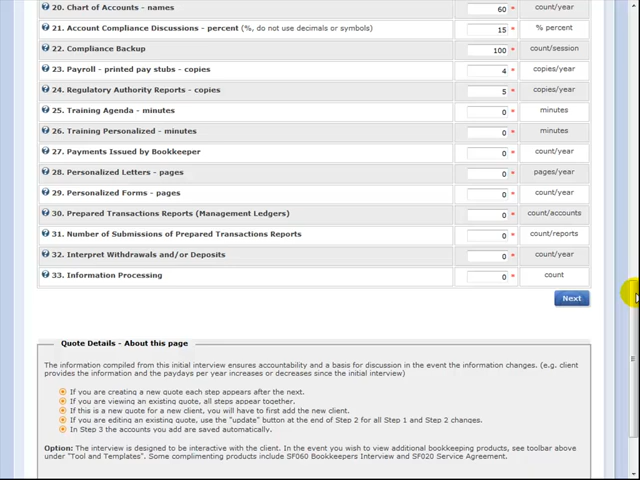 20. Chart of Accounts - names 60 * count/year
21. Account Compliance Discussions - percent (%, do not use decimals or symbols) 15 * % percent
22. Compliance Backup 100 * count/session
23. Payroll - printed pay stubs - copies 4 * copies/year
24. Regulatory Authority Reports - copies 5 * copies/year
25. Training Agenda - minutes 0 * minutes
26. Training Personalized - minutes 0 * minutes
27. Payments Issued by Bookkeeper 0 * count/year
28. Personalized Letters - pages 0 * pages/year
29. Personalized Forms - pages 0 * count/year
30. Prepared Transactions Reports (Management Ledgers) 0 * count/accounts
31. Number of Submissions of Prepared Transactions Reports 0 * count/reports
32. Interpret Withdrawals and/or Deposits 0 * count/year
33. Information Processing 0 * count
Next
Quote Details - About this page
The information compiled from this initial interview ensures accountability and a basis for discussion in the event the information changes. (e.g. client
provides the information and the paydays per year increases or decreases since the initial interview)
If you are creating a new quote each step appears after the next.
If you are viewing an existing quote, all steps appear together.
If this is a new quote for a new client, you will have to first add the new client.
If you are editing an existing quote, use the "update" button at the end of Step 2 for all Step 1 and Step 2 changes.
In Step 3 the accounts you add are saved automatically.
Option: The interview is designed to be interactive with the client. In the event you wish to view additional bookkeeping products, see toolbar above
under "Tool and Templates". Some complimenting products include SF060 Bookkeepers Interview and SF020 Service Agreement.